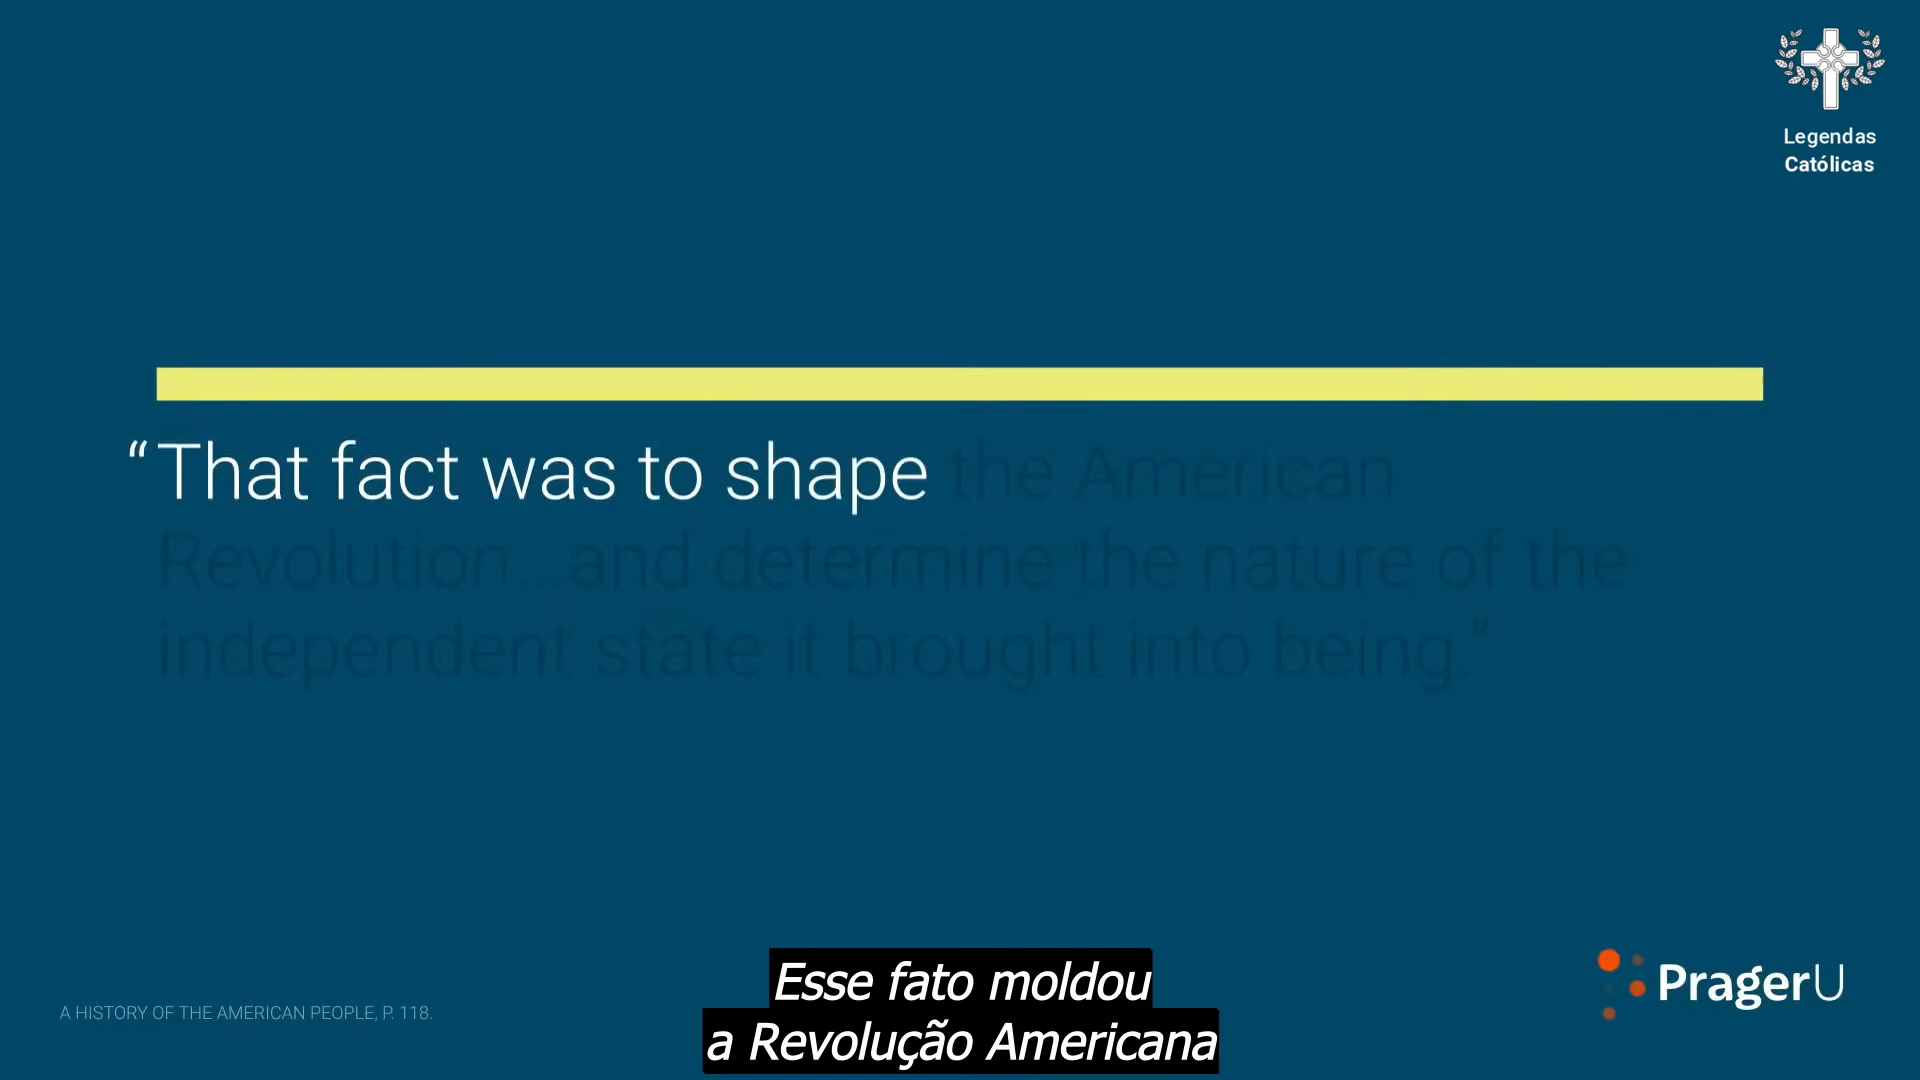 Legendas
Católicas
“That fact was to shape the American
Revolution...and determine the nature of the
independent state it brought into being.“
A HISTORY OF THE AMERICAN PEOPLE, P. 118.
PragerU
Esse fato moldou
a Revolução Americana